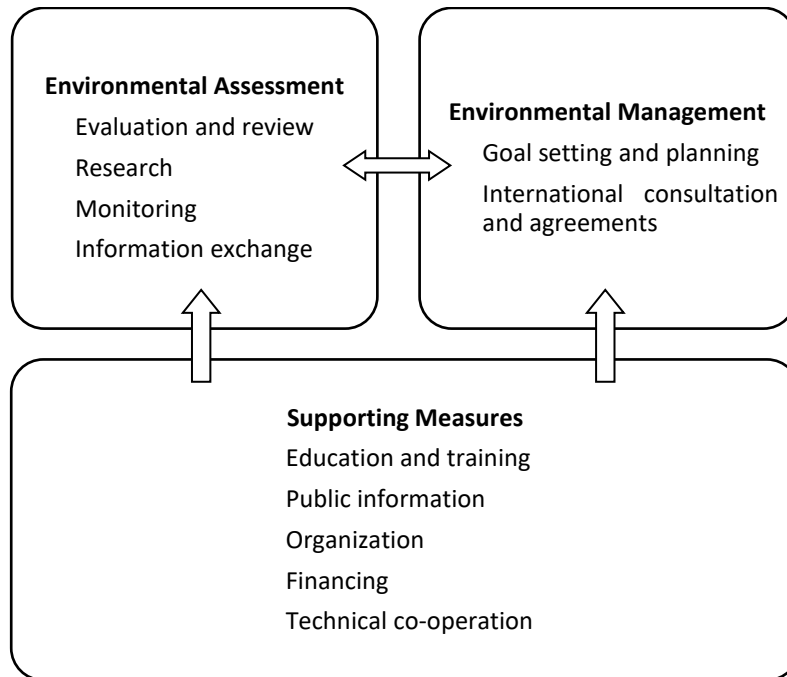 Environmental Assessment
Evaluation and review
Research
Monitoring
Information exchange
Environmental Management
Goal setting and planning
International consultation
and agreements
Supporting Measures
Education and training
Public information
Organization
Financing
Technical co-operation